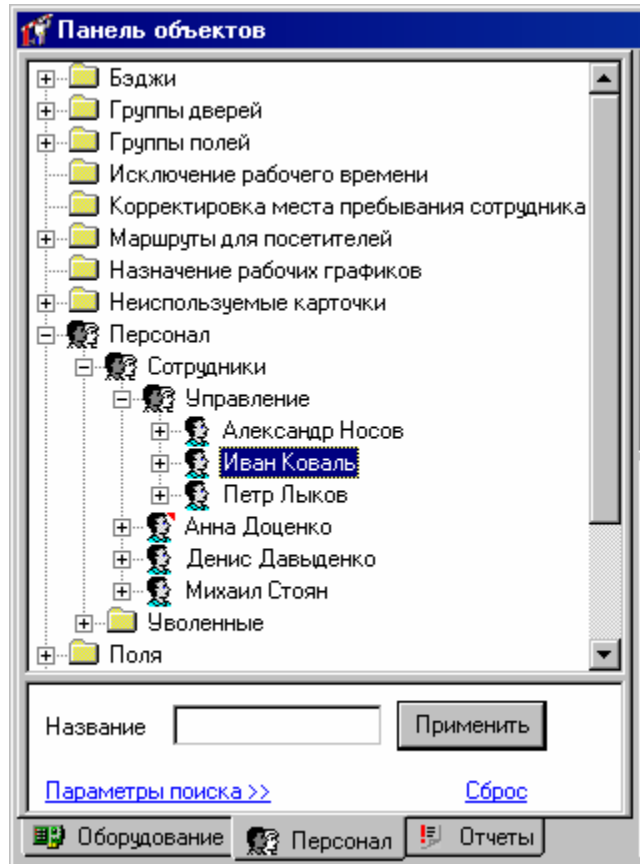 Панель объектов
Бэджи
Группы дверей
Группы полей
Исключение рабочего времени
Корректировка места пребывания сотрудника
Маршруты для посетителей
Назначение рабочих графиков
Неиспользуемые карточки
Персонал
Сотрудники
Управление
Александр Носов
Иван Коваль
Петр Лыков
Анна Доценко
Денис Давыденко
Михаил Стоян
Уволенные
Поля
Название Применить
Параметры поиска >> Сброс
Оборудование Персонал Отчеты